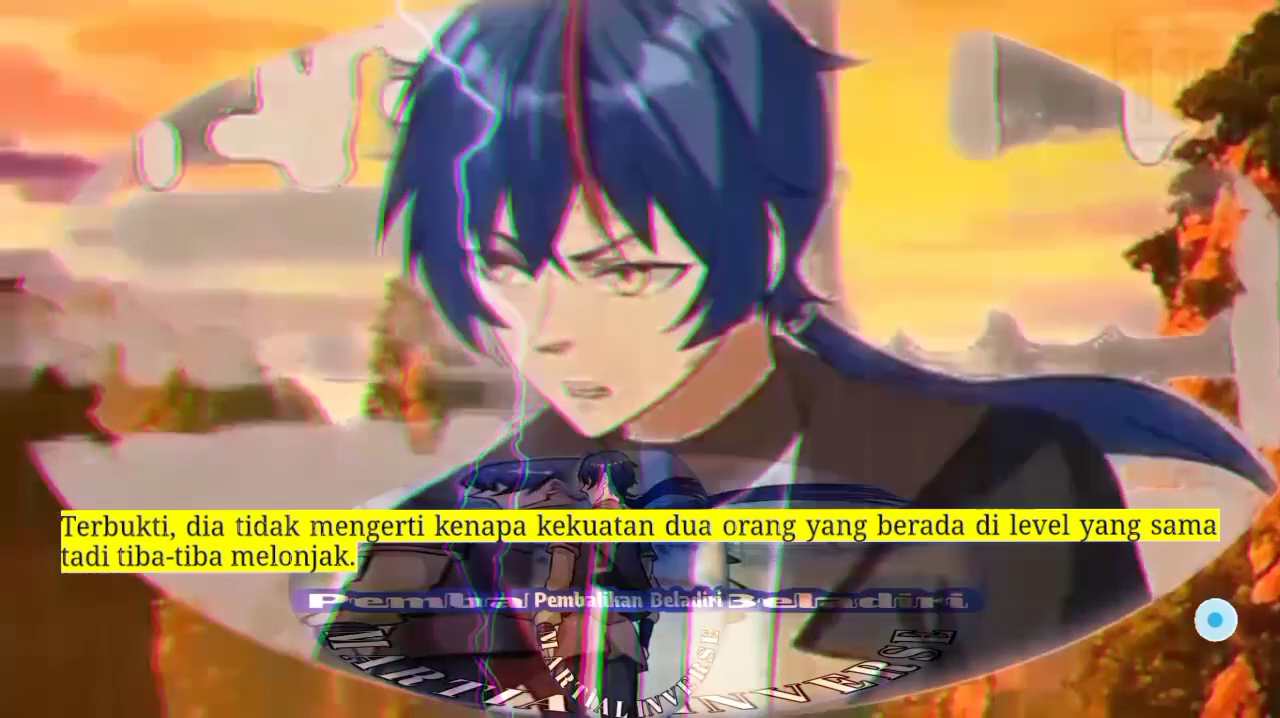 Terbukti, dia tidak mengerti kenapa kekuatan dua orang yang berada di level yang sama
tadi tiba-tiba melonjak.
Pembalikan Beladiri
MARTIAL INVERSE